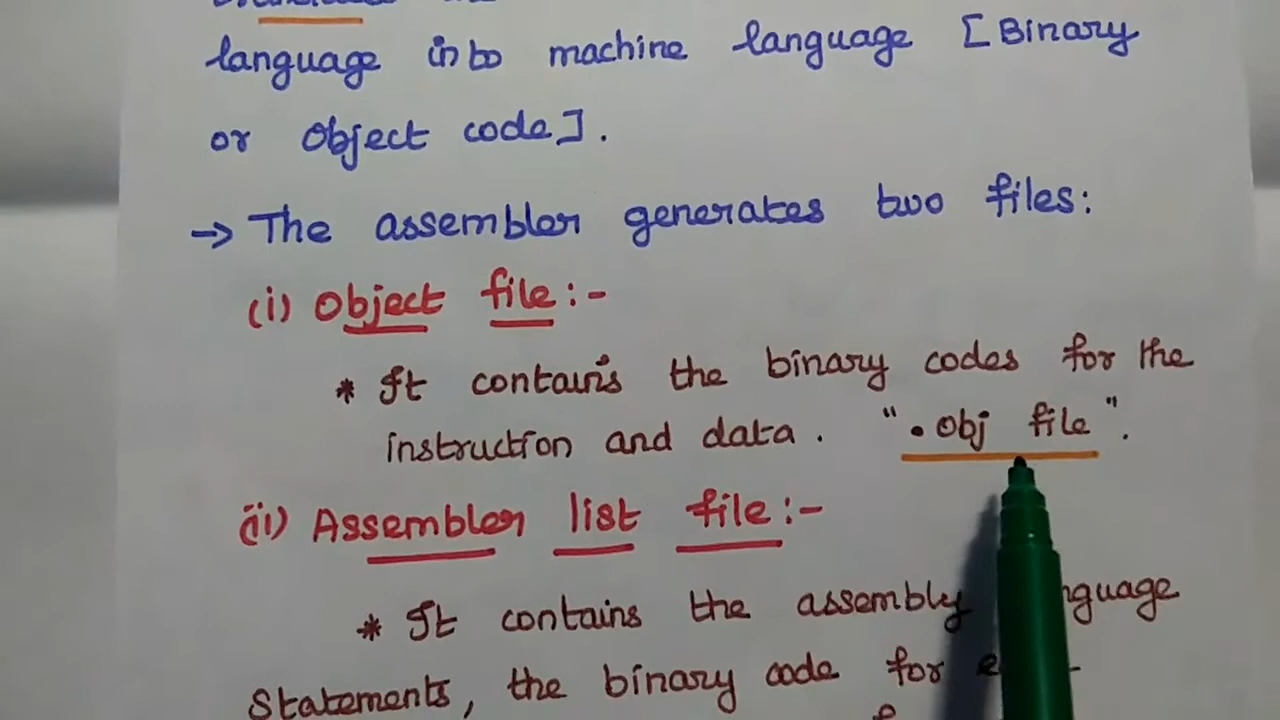 language into machine language [Binary
or Object code].
→ The assembler generates two files:
(i) Object file:-
* It contains the binary codes for the
instruction and data. ".obj file".
(ii) Assembler list file:-
* It contains the assembly
Statements, the binary code for